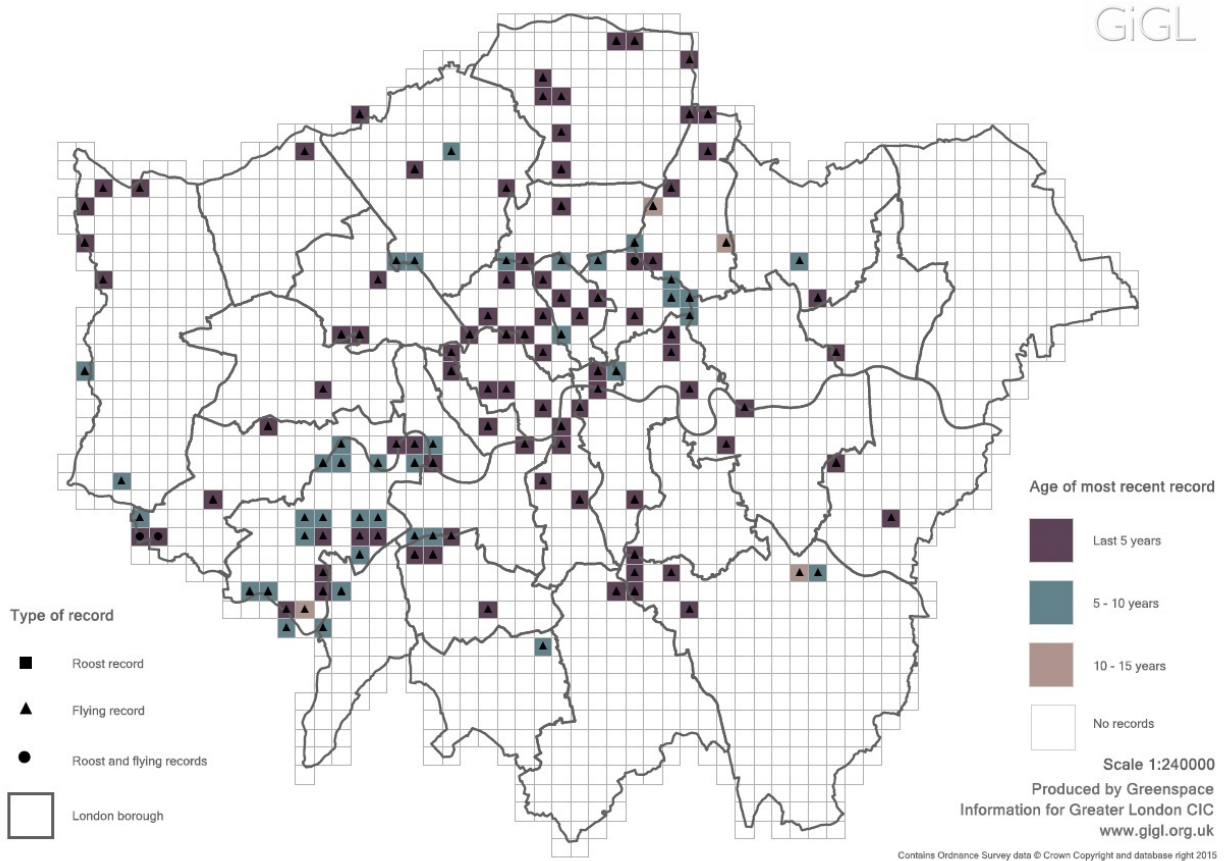 GiGL
Age of most recent record
Last 5 years
5 - 10 years
10 - 15 years
No records
Type of record
Roost record
Flying record
Roost and flying records
London borough
Scale 1:240000
Produced by Greenspace
Information for Greater London CIC
www.gigl.org.uk
Contains Ordnance Survey data © Crown Copyright and database right 2015